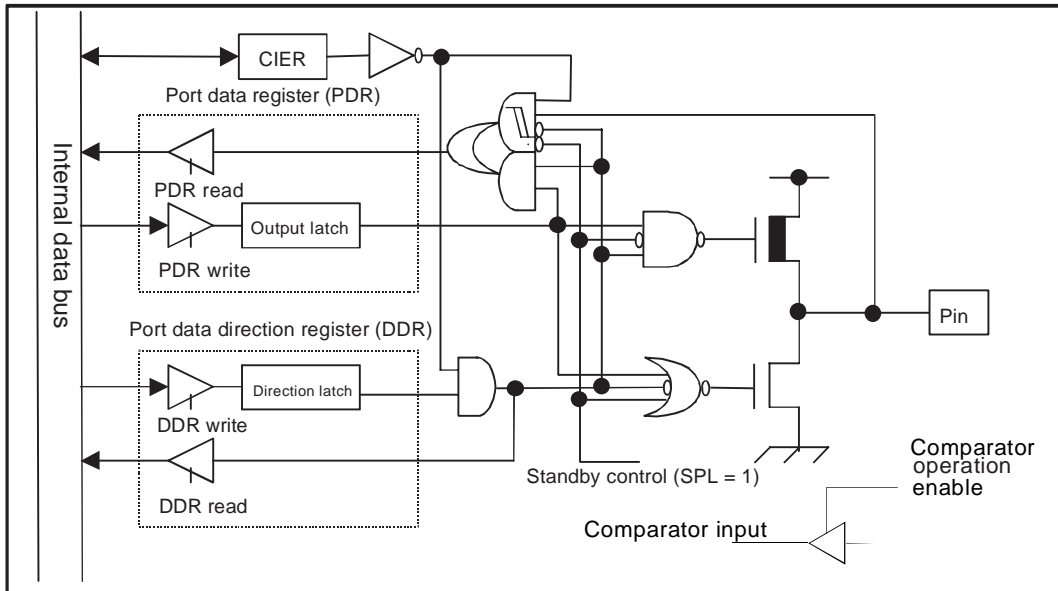 CIER
Port data register (PDR)
Internal data bus
PDR read
Output latch
PDR write
Pin
Port data direction register (DDR)
Direction latch
DDR write
DDR read
Standby control (SPL = 1)
Comparator
operation
enable
Comparator input